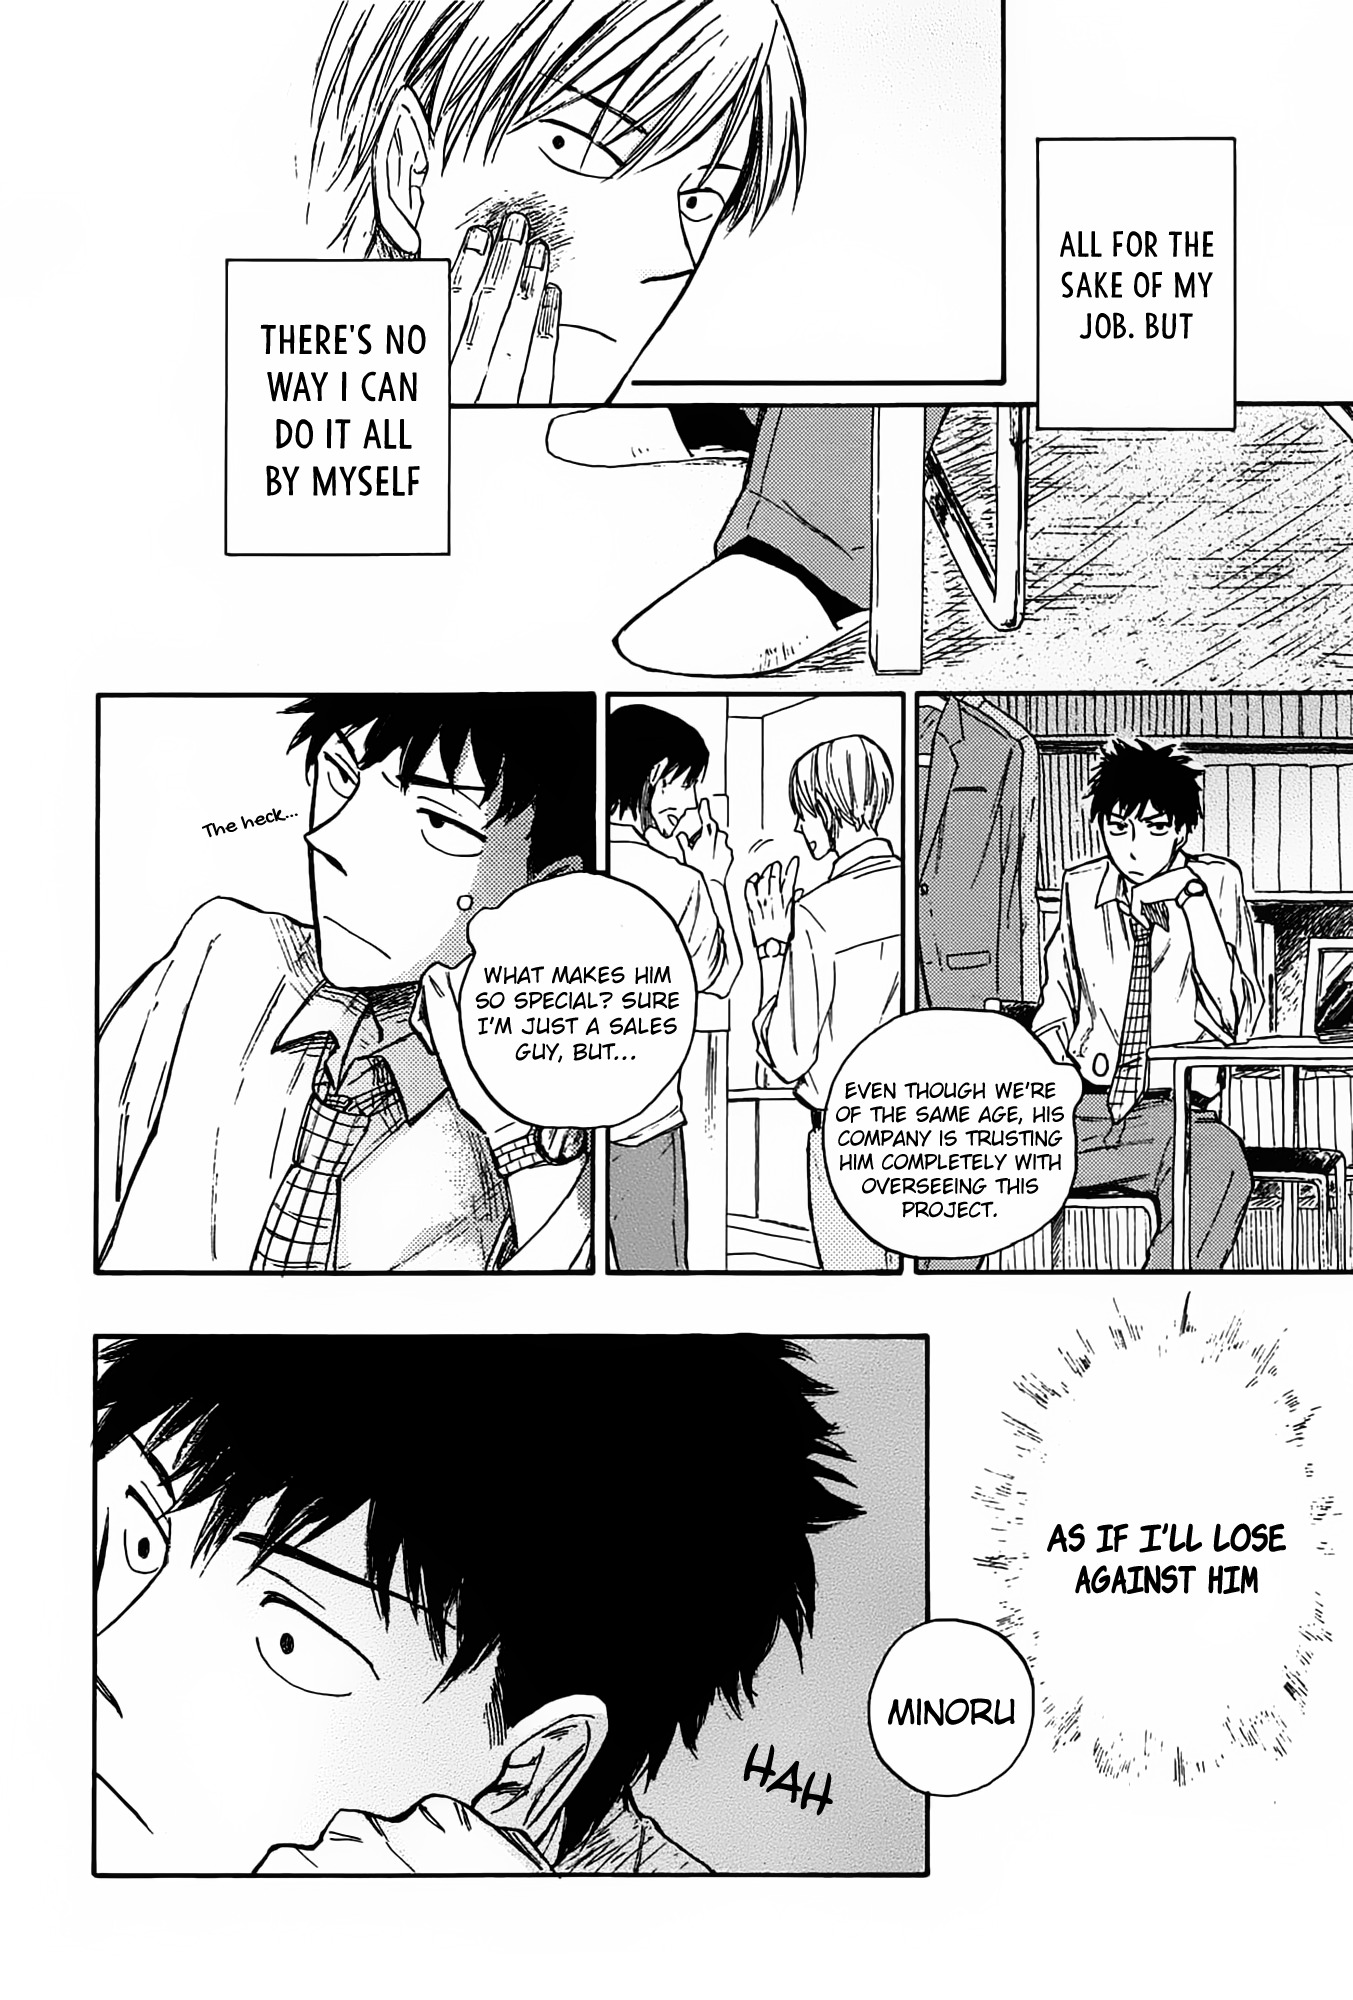 ALL FOR THE
SAKE OF MY
JOB. BUT
THERE'S NO
WAY I CAN
DO IT ALL
BY MYSELF
EVEN THOUGH WE'RE
OF THE SAME AGE, HIS
COMPANY IS TRUSTING
HIM COMPLETELY WITH
OVERSEEING THIS
PROJECT.
WHAT MAKES HIM
SO SPECIAL? SURE
I'M JUST A SALES
GUY, BUT...
The heck...
AS IF I'LL LOSE
AGAINST HIM
MINORU
HAH